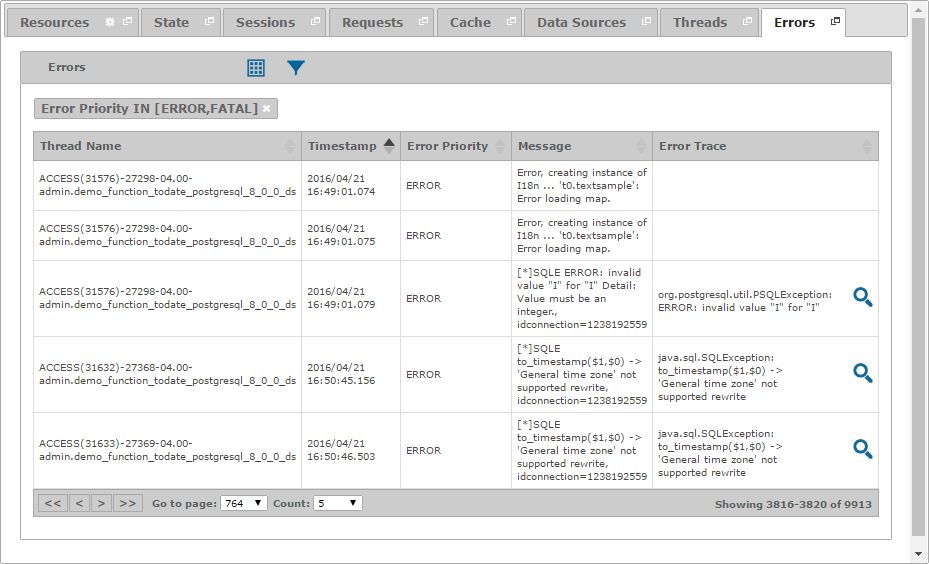 Resources State Sessions Requests Cache Data Sources Threads Errors
Errors
Error Priority IN [ERROR,FATAL] ×
Thread Name Timestamp Error Priority Message Error Trace
ACCESS(31576)-27298-04.00-
admin.demo_function_todate_postgresql_8_0_0_ds
2016/04/21
16:49:01.074
ERROR
Error, creating instance of
I18n ... 't0.textsample':
Error loading map.
ACCESS(31576)-27298-04.00-
admin.demo_function_todate_postgresql_8_0_0_ds
2016/04/21
16:49:01.075
ERROR
Error, creating instance of
I18n ... 't0.textsample':
Error loading map.
ACCESS(31576)-27298-04.00-
admin.demo_function_todate_postgresql_8_0_0_ds
2016/04/21
16:49:01.079
ERROR
[*]SQLE ERROR: invalid
value "I" for "I" Detail:
Value must be an
integer.,
idconnection=1238192559
org.postgresql.util.PSQLException:
ERROR: invalid value "I" for "I"
ACCESS(31632)-27368-04.00-
admin.demo_function_todate_postgresql_8_0_0_ds
2016/04/21
16:50:45.156
ERROR
[*]SQLE
to_timestamp($1,$0) ->
'General time zone' not
supported rewrite,
idconnection=1238192559
java.sql.SQLException:
to_timestamp($1,$0) ->
'General time zone' not
supported rewrite
ACCESS(31633)-27369-04.00-
admin.demo_function_todate_postgresql_8_0_0_ds
2016/04/21
16:50:46.503
ERROR
[*]SQLE
to_timestamp($1,$0) ->
'General time zone' not
supported rewrite,
idconnection=1238192559
java.sql.SQLException:
to_timestamp($1,$0) ->
'General time zone' not
supported rewrite
<< < > >> Go to page: 764 Count: 5 Showing 3816-3820 of 9913